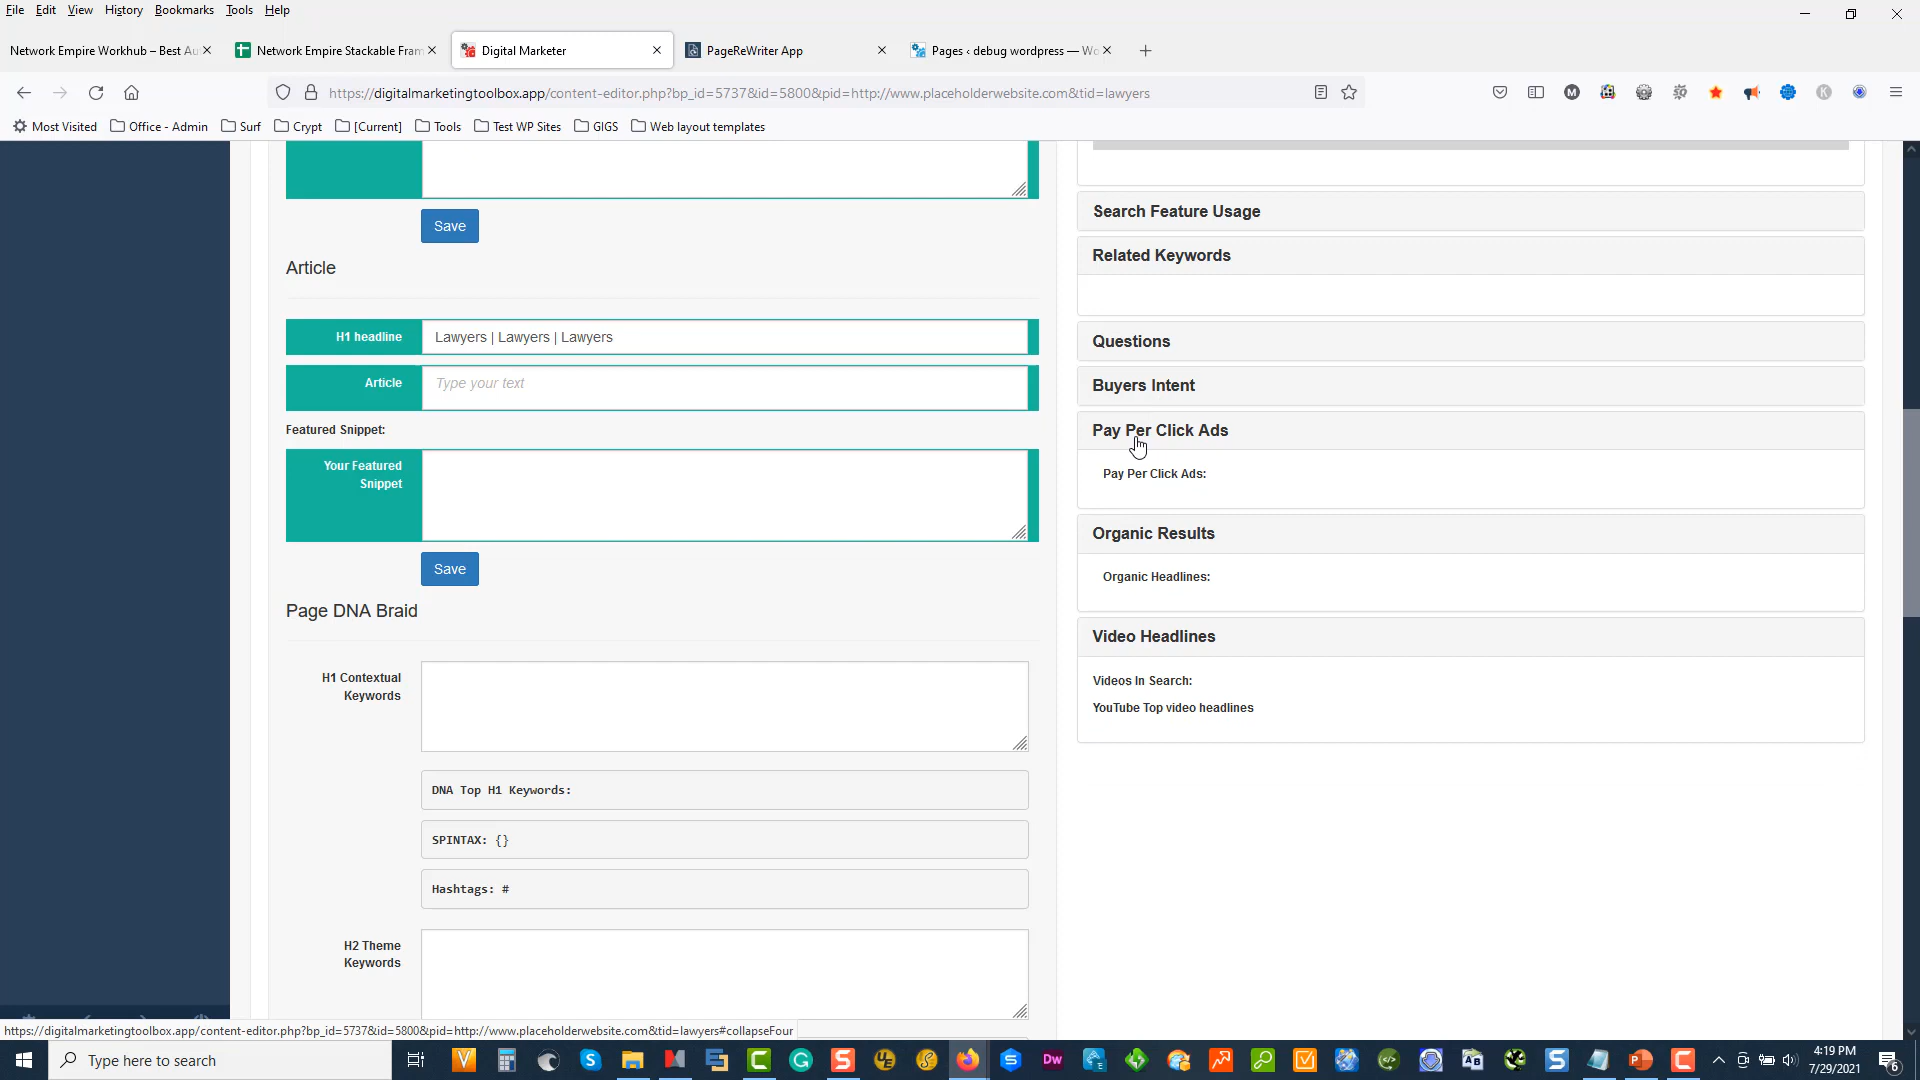 File Edit View History Bookmarks Tools Help
Network Empire Workhub – Best Au
Network Empire Stackable Fram
Digital Marketer
PageReWriter App
Pages ‹ debug wordpress — Wo
https://digitalmarketingtoolbox.app/content-editor.php?bp_id=5737&id=5800&pid=http://www.placeholderwebsite.com&tid=lawyers
Most Visited Office - Admin Surf Crypt [Current] Tools Test WP Sites GIGS Web layout templates
Save
Article
H1 headline
Lawyers | Lawyers | Lawyers
Article
Type your text
Featured Snippet:
Your Featured
Snippet
Save
Page DNA Braid
H1 Contextual
Keywords
DNA Top H1 Keywords:
SPINTAX: {}
Hashtags: #
H2 Theme
Keywords
Search Feature Usage
Related Keywords
Questions
Buyers Intent
Pay Per Click Ads
Pay Per Click Ads:
Organic Results
Organic Headlines:
Video Headlines
Videos In Search:
YouTube Top video headlines
https://digitalmarketingtoolbox.app/content-editor.php?bp_id=5737&id=5800&pid=http://www.placeholderwebsite.com&tid=lawyers#collapseFour
Type here to search
4:19 PM
7/29/2021
6